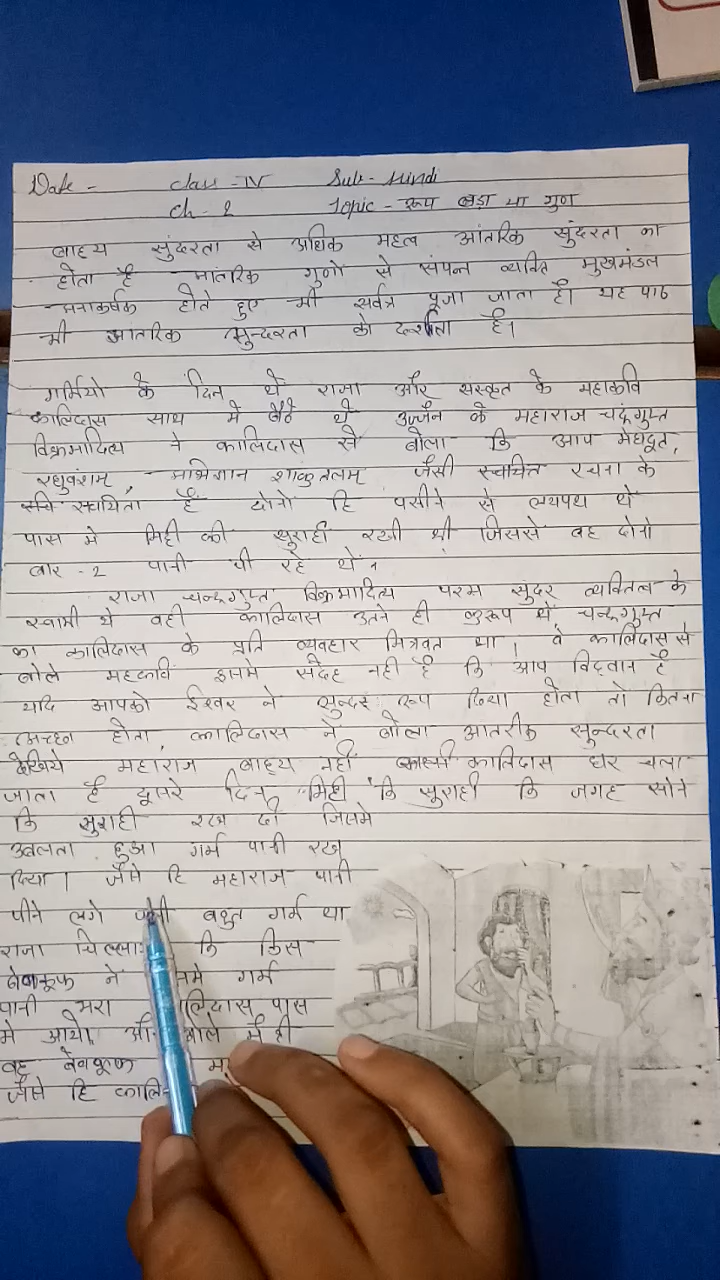 Date - Class - IV Sub - Hindi
Ch - 2 Topic - रूप बड़ा या गुण
बाहय सुंदरता से अधिक महत्व आंतरिक सुंदरता का
होता है आंतरिक गुणों से संपन्न व्यक्ति मुखमंडल
अनाकर्षक होते हुए भी सर्वत्र पूजा जाता है। यह पाठ
भी आंतरिक सुन्दरता को दर्शाता है।
गर्मियो के दिन थे राजा और संस्कृत के महाकवि
कालिदास साथ मे बैठे थे उज्जैन के महाराज चंद्रगुप्त
विक्रमादित्य ने कालिदास से बोला कि आप मेघदूत,
रघुवंशम, अभिज्ञान शाकुंतलम जैसी स्वचित रचना के
रचयिता है दोनो हि पसीने से लथपथ थे
पास मे मिट्टी की सुराही रखी थी जिससे वह दोनो
बार - 2 पानी पी रहे थे।
राजा चन्द्रगुप्त विक्रमादित्य परम सुंदर व्यक्तित्व के
स्वामी थे वही कालिदास उतने ही कुरूप थे, चन्द्रगुप्त
का कालिदास के प्रति व्यवहार मित्रवत था। वे कालिदास से
बोले महाकवि इसमे संदेह नही है कि आप विद्वान है
यदि आपको ईश्वर ने सुन्दर रूप दिया होता तो कितना
अच्छा होता, कालिदास ने बोला आतरीक सुन्दरता
देखिये महाराज बाहय नहीं कालिदास घर चला
जाता है दूसरे दिन मिट्टी कि सुराही कि जगह सोने
कि सुराही रख दी जिसमे
उबलता हुआ गर्म पानी रख
दिया। जैसे हि महाराज पानी
पीने लगे बहुत गर्म था
राजा कि किस
बेवकूफ ने गर्म
पानी भरा पास
मे आये, बोले मैं ही
वह बेवकूफ
जैसे हि